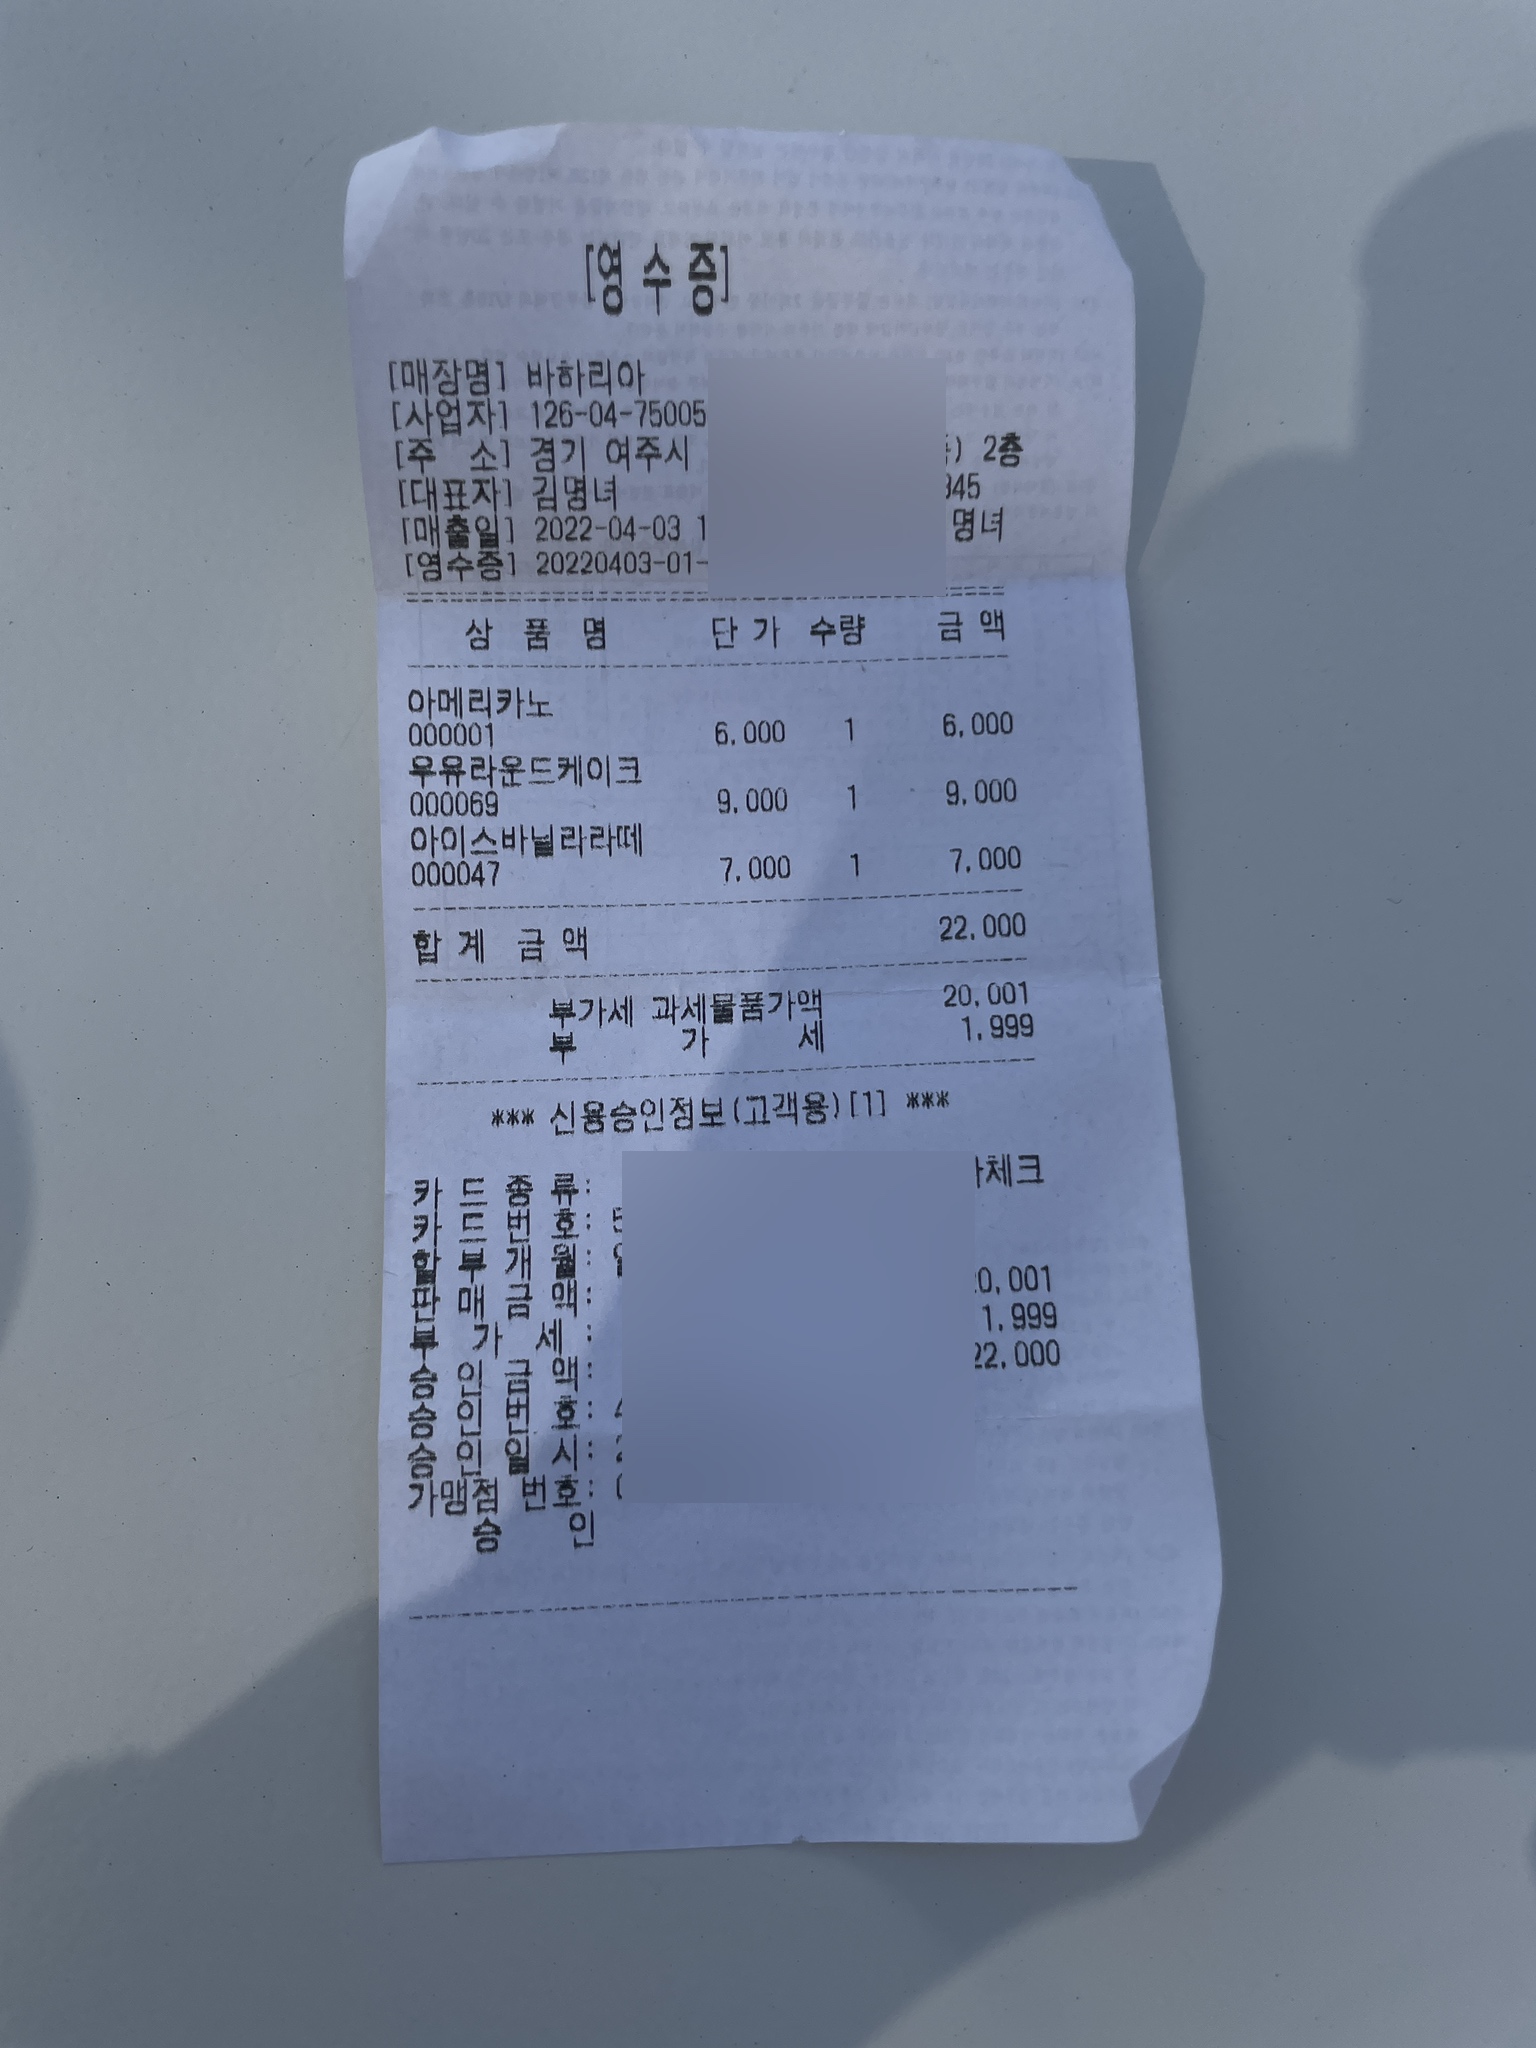 [영 수 증]
[매장명] 바하리아
[사업자] 126-04-75005
[주 소] 경기 여주시 ) 2층
[대표자] 김명녀 345
[매출일] 2022-04-03 1 명녀
[영수증] 20220403-01-
상 품 명 단 가 수량 금 액
아메리카노
000001 6,000 1 6,000
우유라운드케이크
000069 9,000 1 9,000
아이스바닐라라떼
000047 7,000 1 7,000
합 계 금 액 22,000
부가세 과세물품가액 20,001
부 가 세 1,999
*** 신용승인정보(고객용)[1] ***
카 드 종 류: 체크
카 드 번 호:
할 부 개 월:
판 매 금 액: 0,001
부 가 세 : 1,999
승 인 금 액: 22,000
승 인 번 호:
승 인 일 시:
가맹점 번호:
승 인